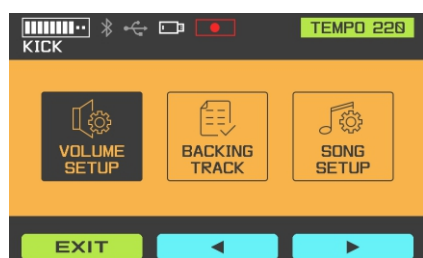 TEMPO 220
KICK
VOLUME
SETUP
BACKING
TRACK
SONG
SETUP
EXIT